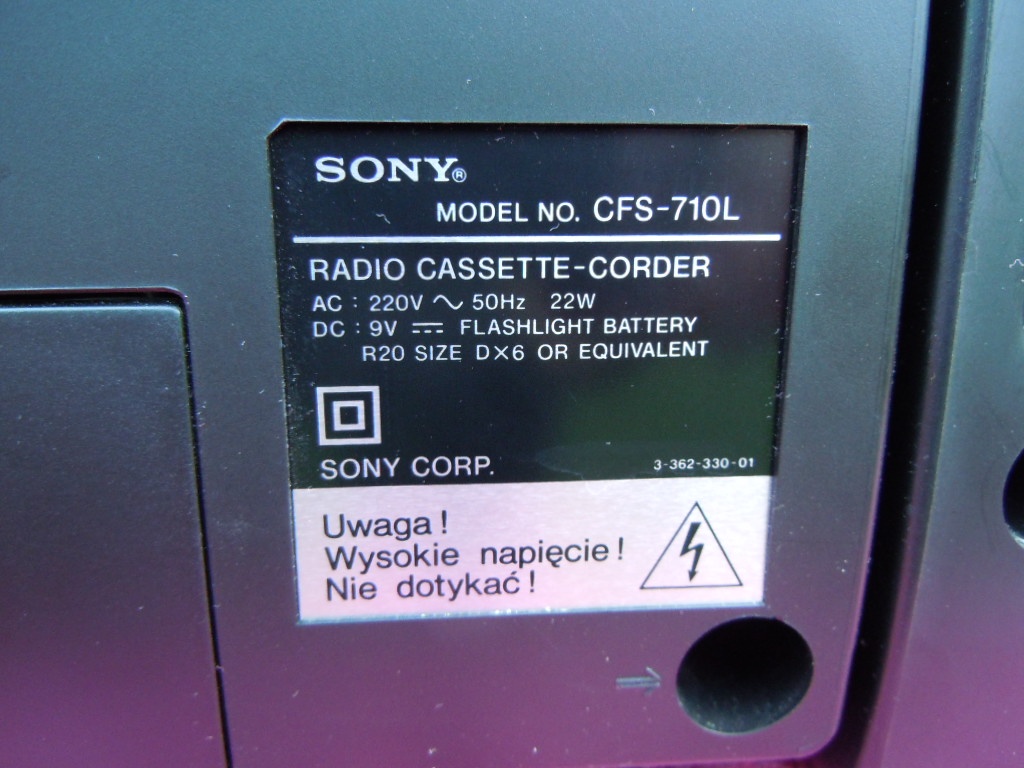 SONY®
MODEL NO. CFS-710L
RADIO CASSETTE-CORDER
AC : 220V ∿ 50Hz 22W
DC : 9V ⎓ FLASHLIGHT BATTERY
R20 SIZE D×6 OR EQUIVALENT
SONY CORP.
3-362-330-01
Uwaga!
Wysokie napięcie!
Nie dotykać!